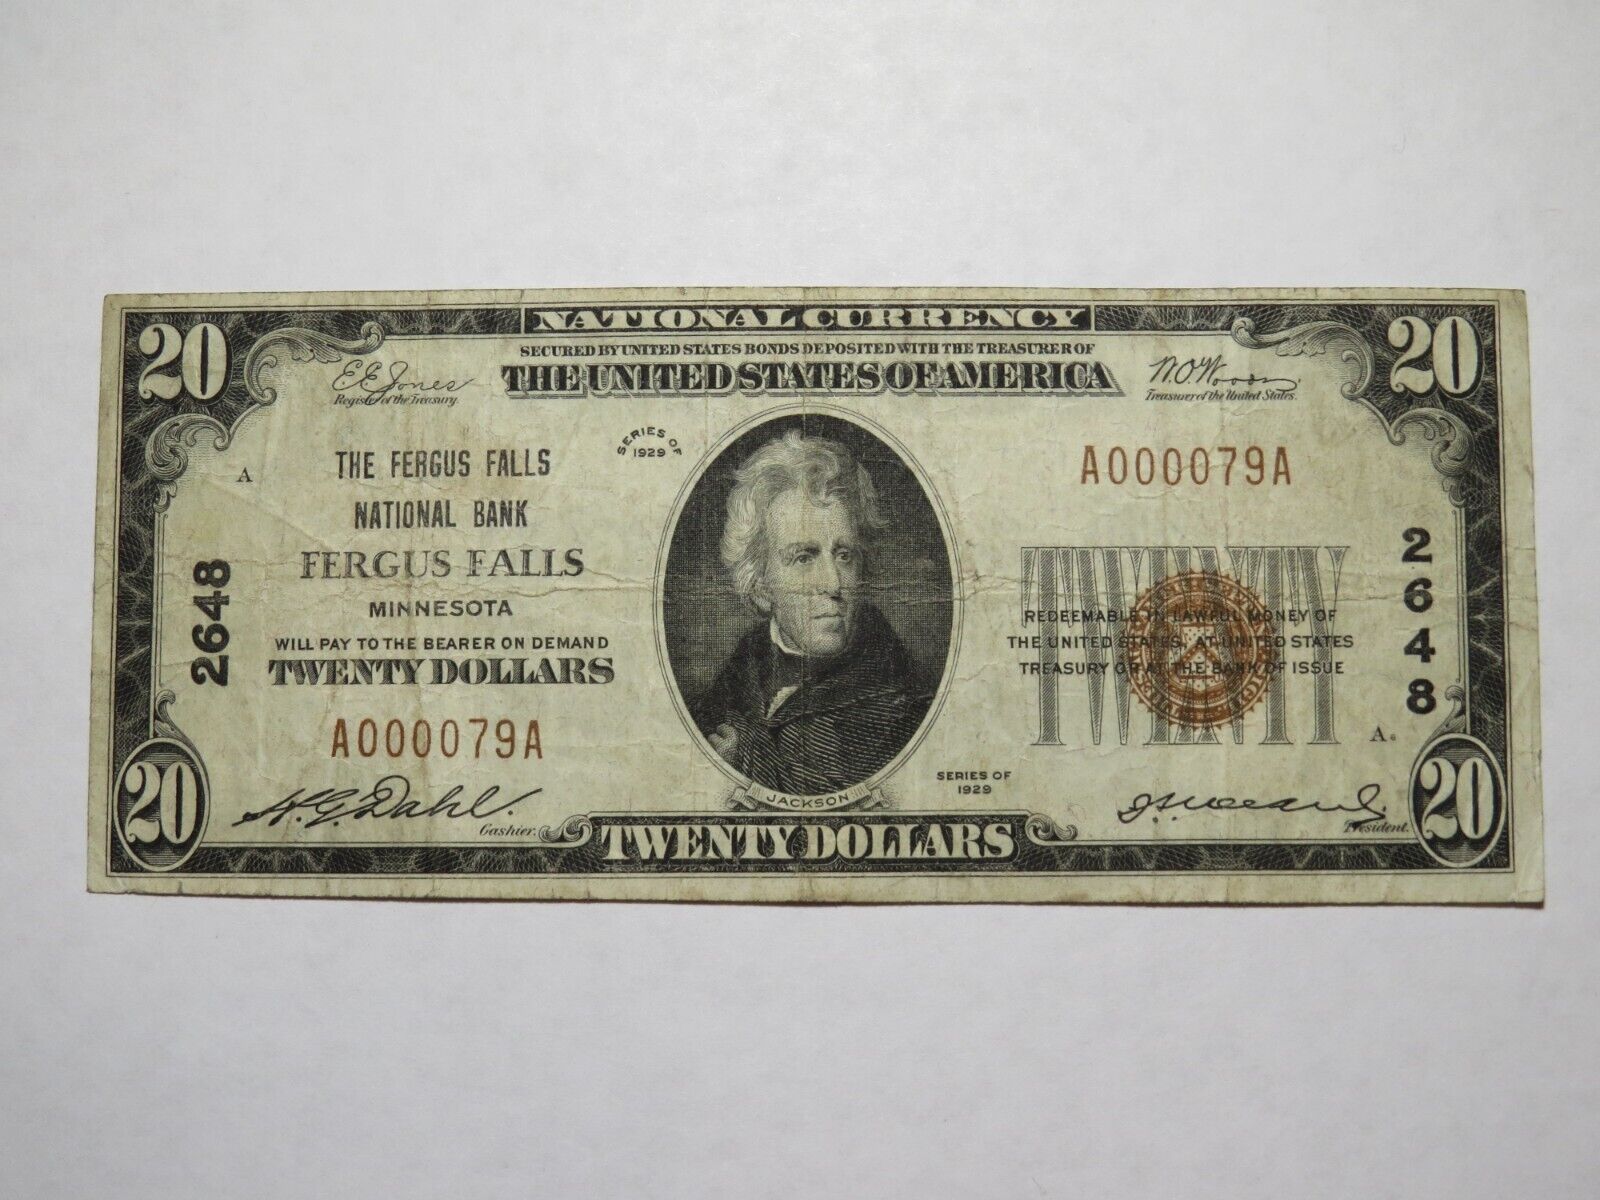 NATIONAL CURRENCY
SECURED BY UNITED STATES BONDS DEPOSITED WITH THE TREASURER OF
THE UNITED STATES OF AMERICA
20
20
E E Jones
Register of the Treasury.
W.O. Woods
Treasurer of the United States.
SERIES OF
1929
A
THE FERGUS FALLS
NATIONAL BANK
FERGUS FALLS
MINNESOTA
WILL PAY TO THE BEARER ON DEMAND
TWENTY DOLLARS
A000079A
A000079A
2648
2648
TWENTY
REDEEMABLE IN LAWFUL MONEY OF
THE UNITED STATES, AT UNITED STATES
TREASURY OR AT THE BANK OF ISSUE
A
SERIES OF
1929
JACKSON
H. G. Dahl.
Cashier.
President.
20
TWENTY DOLLARS
20